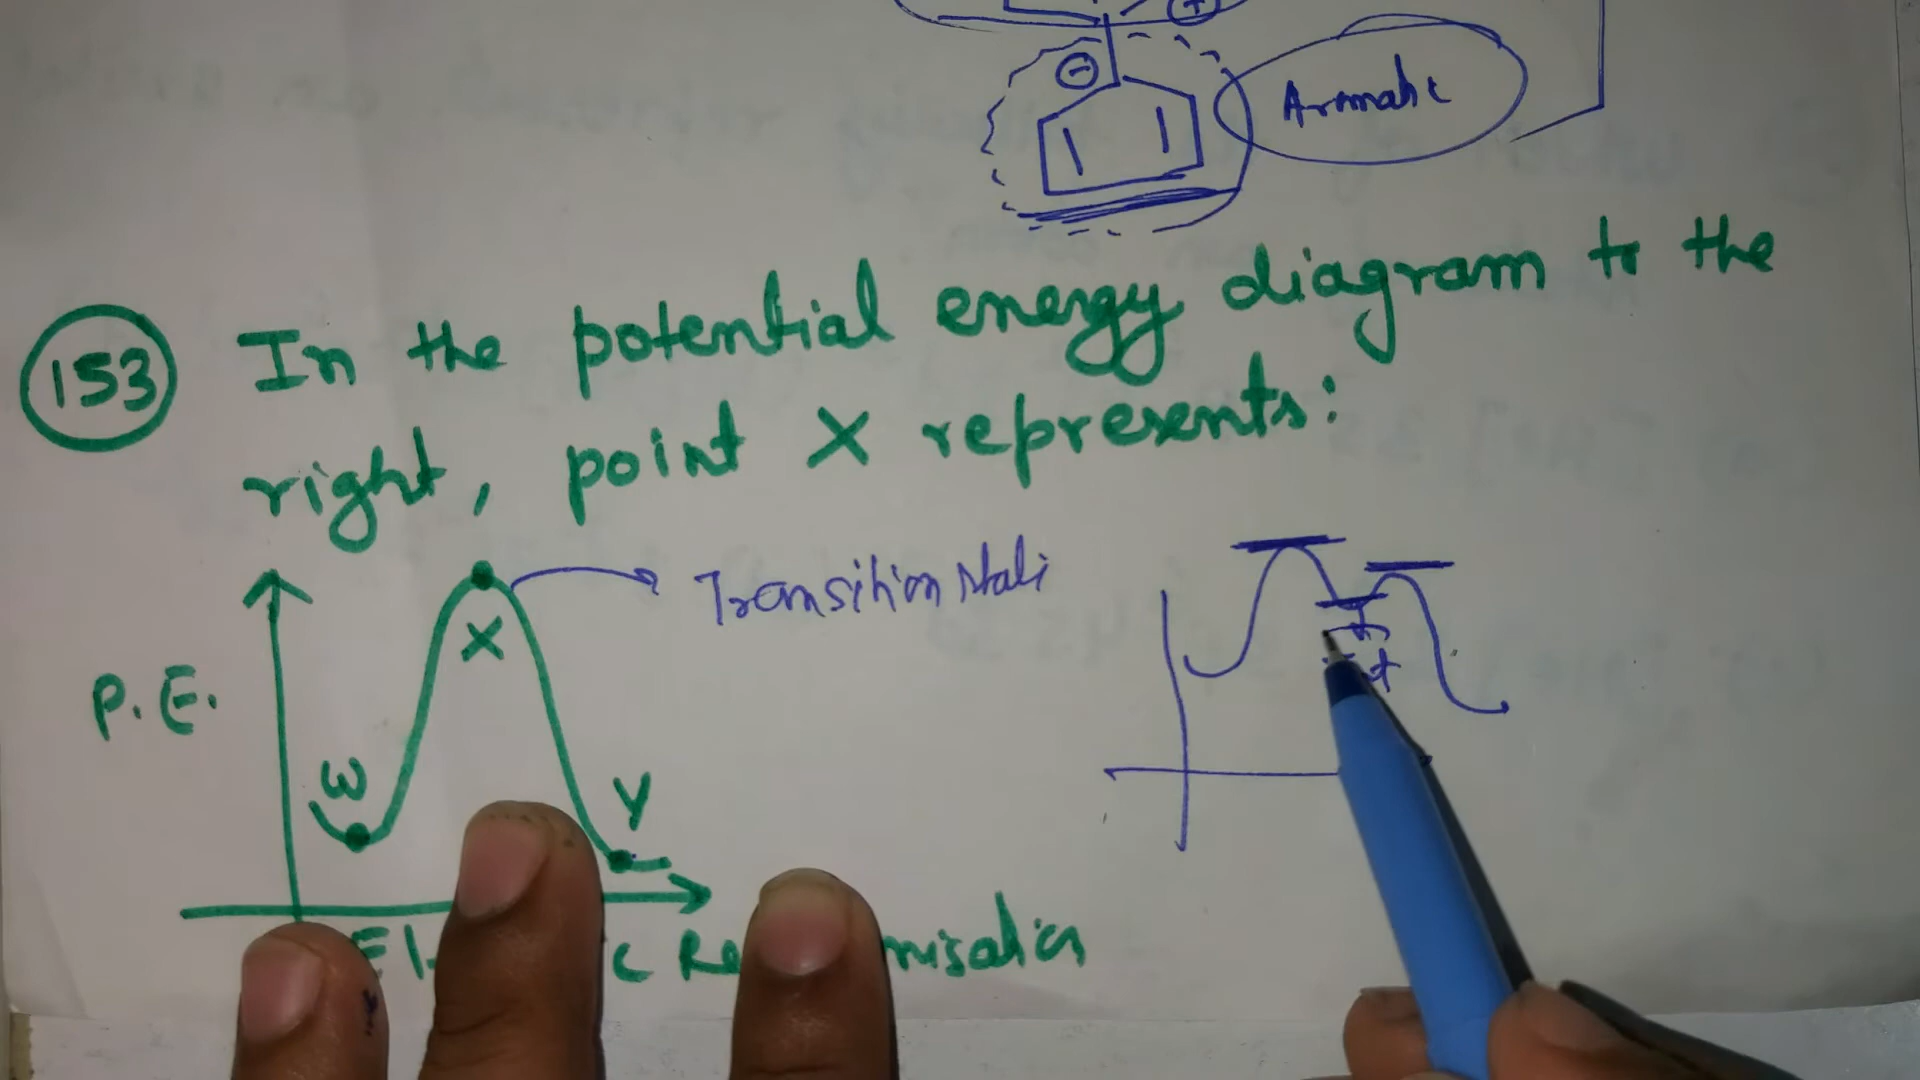 +
-
Aromatic
153 In the potential energy diagram to the
right, point X represents:
Transition state
X
P.E.
W
Y